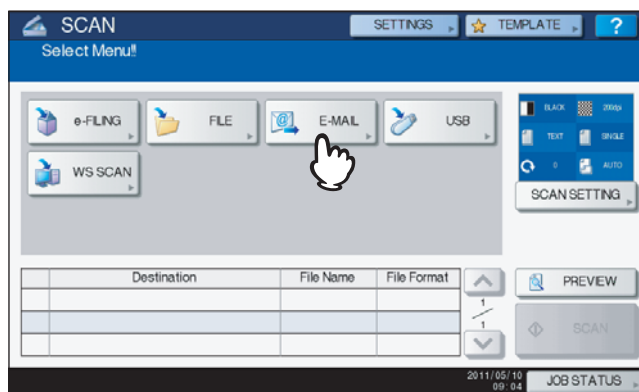 SCAN
SETTINGS
TEMPLATE
?
Select Menu!!
e-FILING
FILE
E-MAIL
USB
WS SCAN
BLACK
200dpi
TEXT
SINGLE
0
AUTO
SCAN SETTING
Destination
File Name
File Format
1
1
PREVIEW
SCAN
2011/05/10
09:04
JOB STATUS